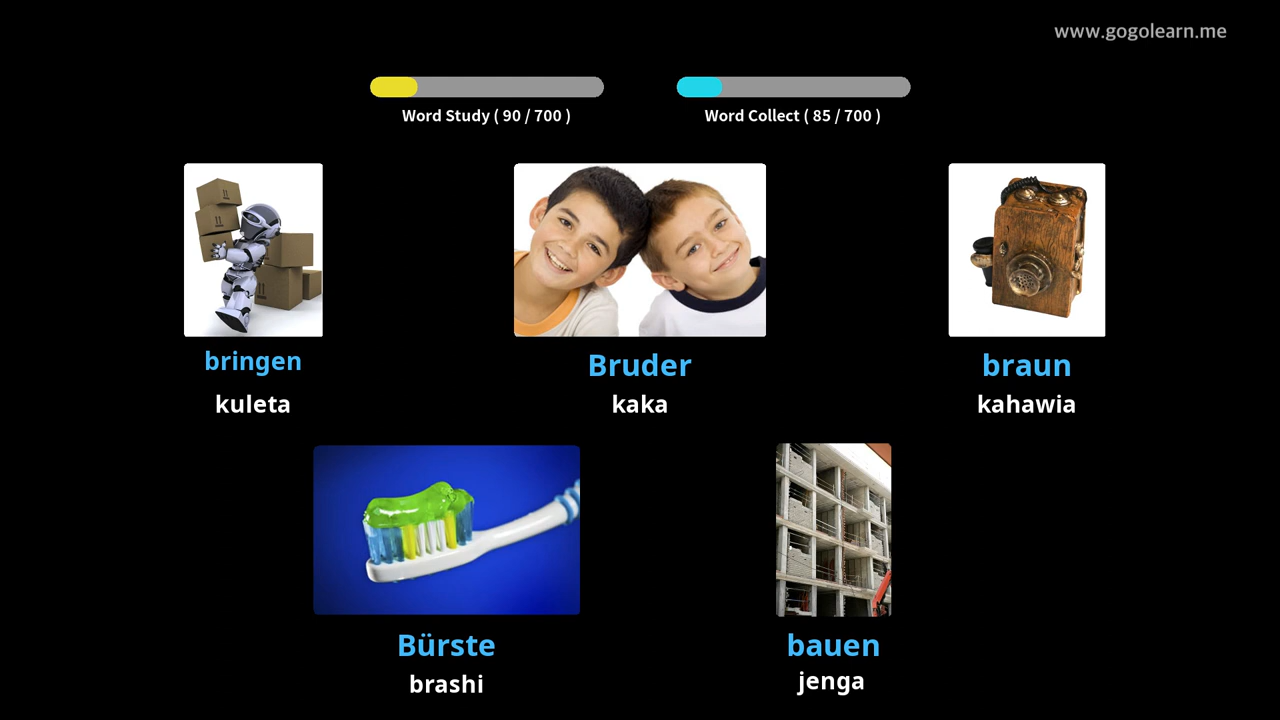 www.gogolearn.me
Word Study ( 90 / 700 )
Word Collect ( 85 / 700 )
bringen
kuleta
Bruder
kaka
braun
kahawia
Bürste
brashi
bauen
jenga